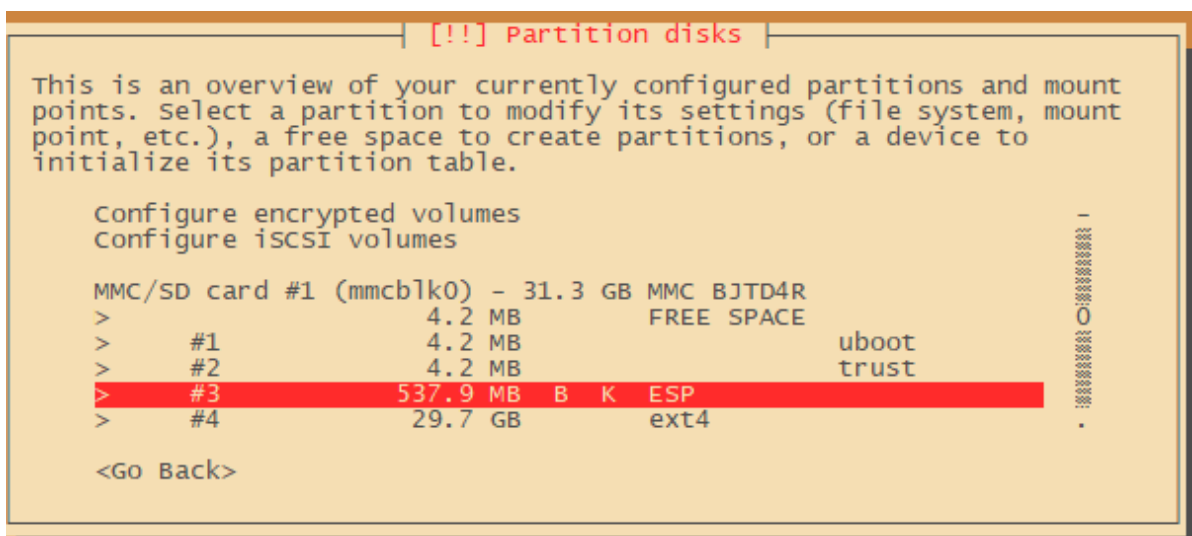 [!!] Partition disks
This is an overview of your currently configured partitions and mount
points. Select a partition to modify its settings (file system, mount
point, etc.), a free space to create partitions, or a device to
initialize its partition table.
Configure encrypted volumes
Configure iSCSI volumes
MMC/SD card #1 (mmcblk0) - 31.3 GB MMC BJTD4R
> 4.2 MB FREE SPACE
> #1 4.2 MB uboot
> #2 4.2 MB trust
> #3 537.9 MB B K ESP
> #4 29.7 GB ext4
<Go Back>